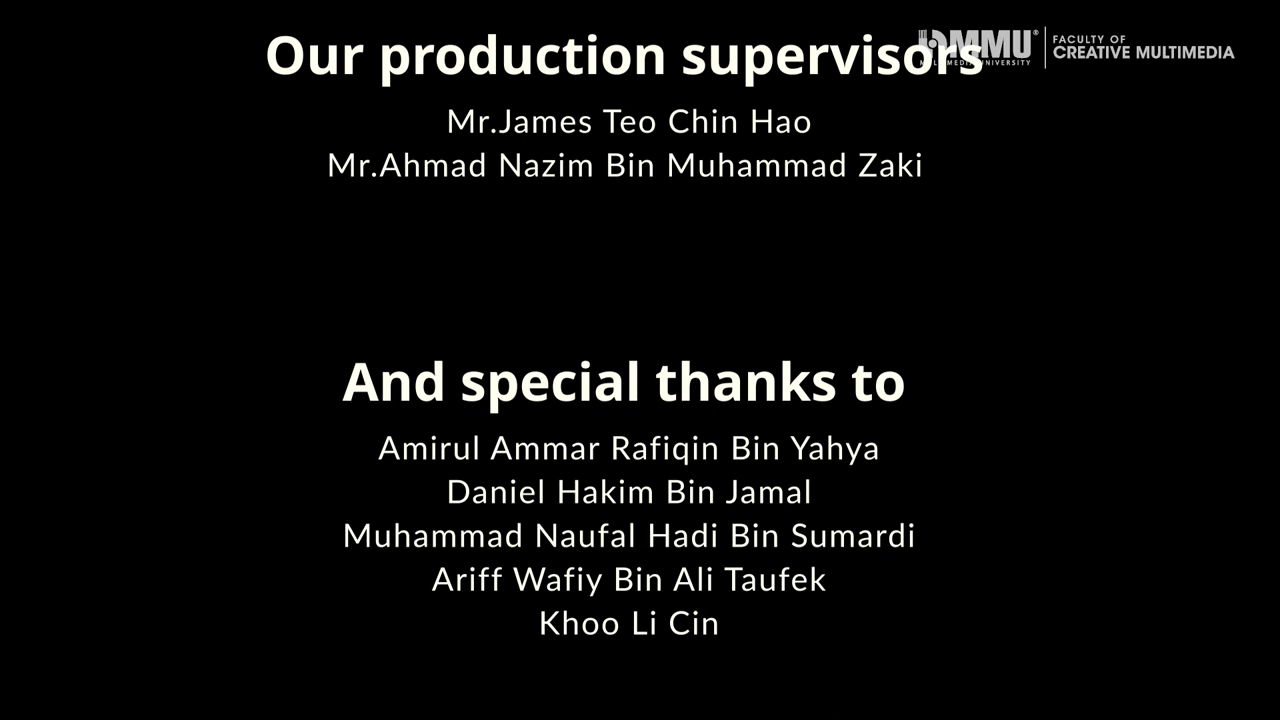 Our production supervisors
MMU®
MULTIMEDIA UNIVERSITY
FACULTY OF
CREATIVE MULTIMEDIA
Mr.James Teo Chin Hao
Mr.Ahmad Nazim Bin Muhammad Zaki
And special thanks to
Amirul Ammar Rafiqin Bin Yahya
Daniel Hakim Bin Jamal
Muhammad Naufal Hadi Bin Sumardi
Ariff Wafiy Bin Ali Taufek
Khoo Li Cin